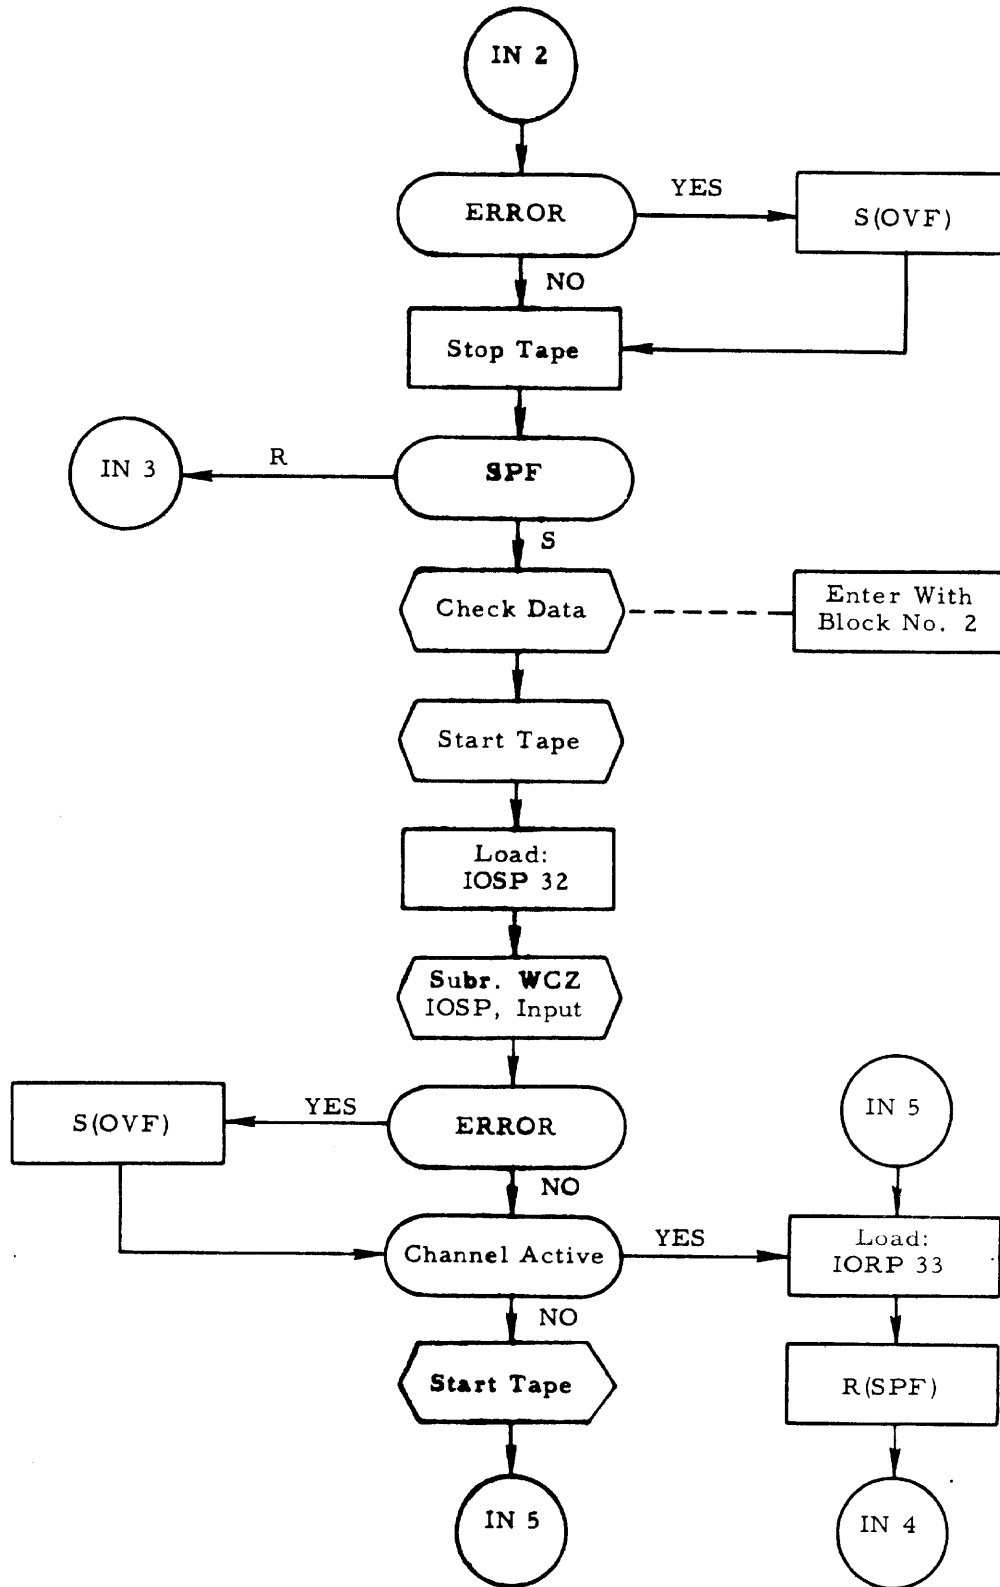 IN 2
ERROR
YES
S(OVF)
NO
Stop Tape
IN 3
R
SPF
S
Check Data
Enter With
Block No. 2
Start Tape
Load:
IOSP 32
Subr. WCZ
IOSP, Input
S(OVF)
YES
ERROR
IN 5
NO
Channel Active
YES
Load:
IORP 33
NO
Start Tape
R(SPF)
IN 5
IN 4